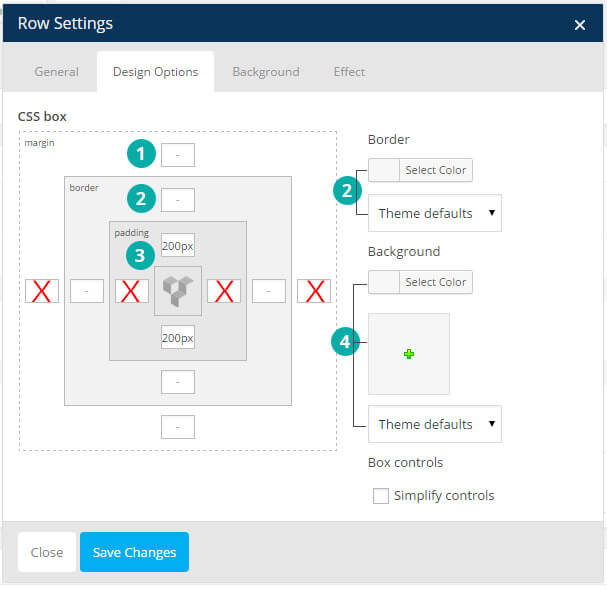 Row Settings ×
General Design Options Background Effect
CSS box
margin
1 -
border
2 -
padding
3 200px
X - X X - X
200px
-
-
Border
2 Select Color
Theme defaults
Background
Select Color
4
Theme defaults
Box controls
Simplify controls
Close Save Changes